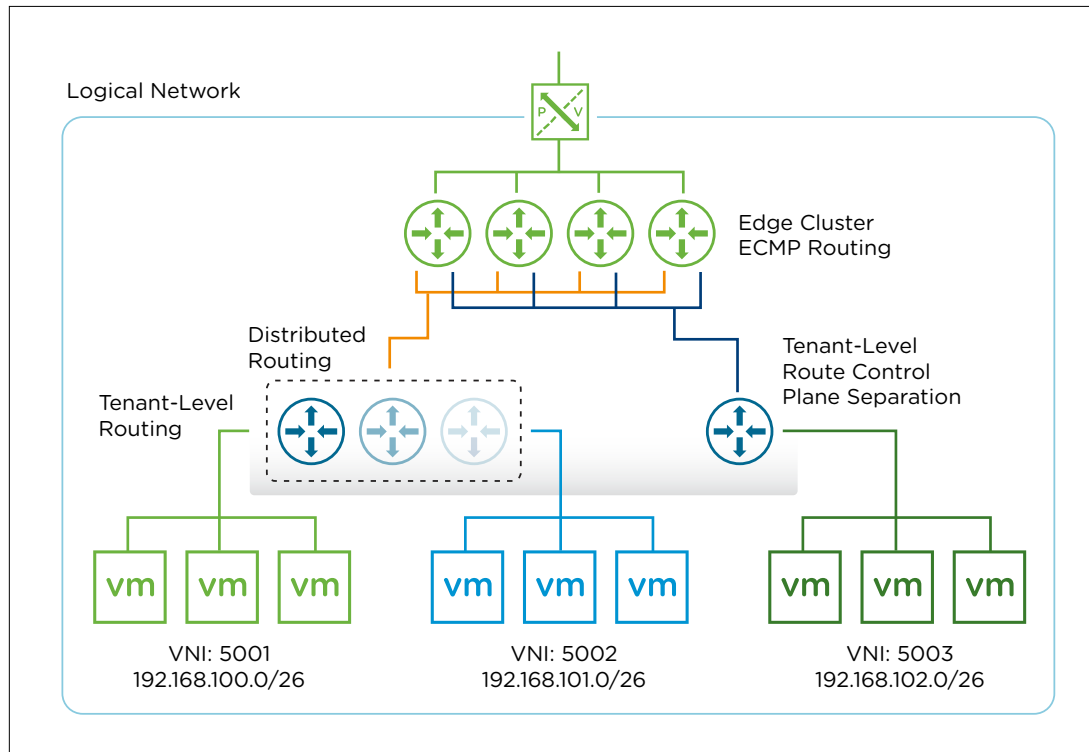 Logical Network
P V
Edge Cluster
ECMP Routing
Distributed
Routing
Tenant-Level
Routing
Tenant-Level
Route Control
Plane Separation
vm vm vm
vm vm vm
vm vm vm
VNI: 5001
192.168.100.0/26
VNI: 5002
192.168.101.0/26
VNI: 5003
192.168.102.0/26